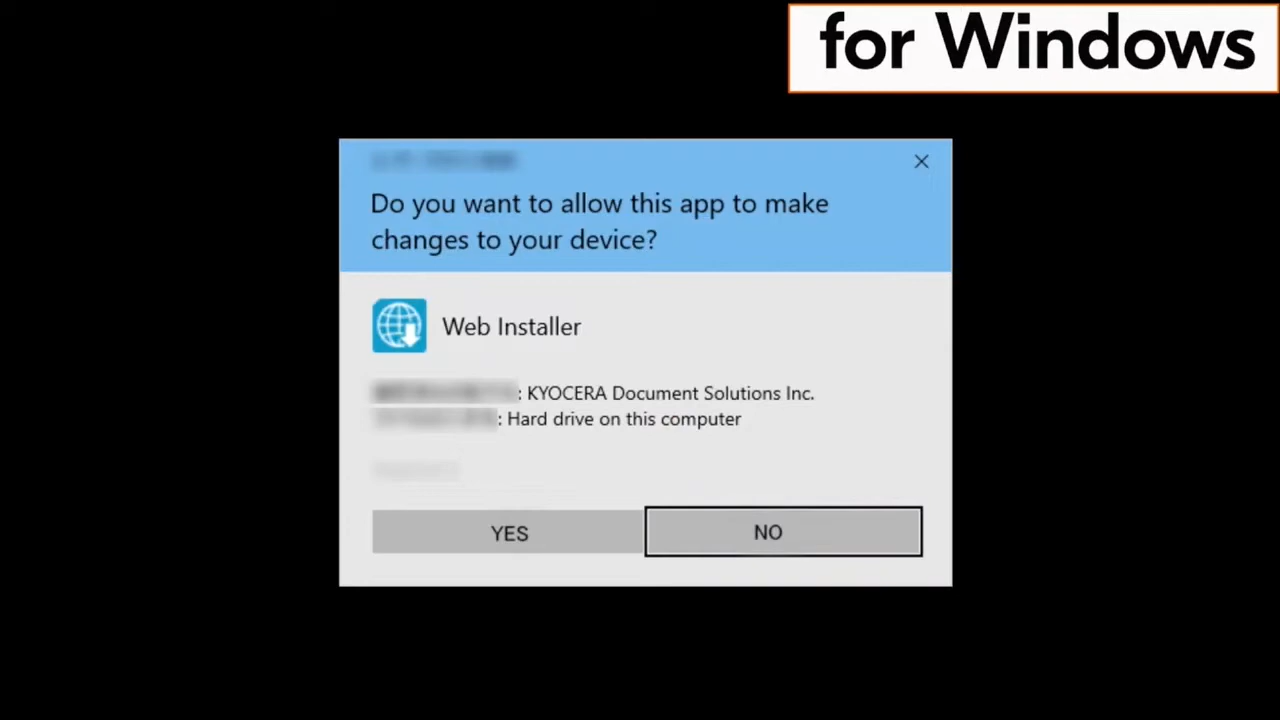 for Windows
Do you want to allow this app to make
changes to your device?
Web Installer
: KYOCERA Document Solutions Inc.
: Hard drive on this computer
YES
NO